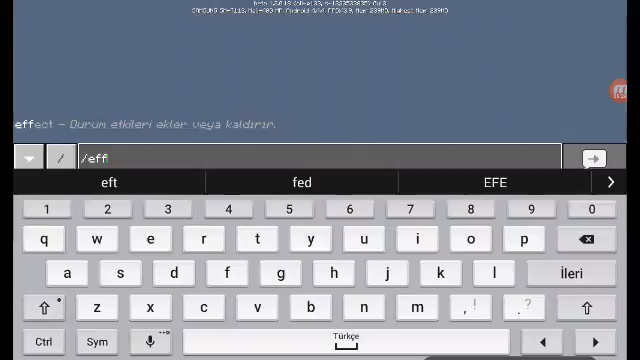 SAMSUNG
effect - Durum etkileri ekler veya kaldırır.
/ /eff
eft fed EFE
1 2 3 4 5 6 7 8 9 0
q w e r t y u i o p
a s d f g h j k l İleri
z x c v b n m , ! . ?
Ctrl Sym Türkçe